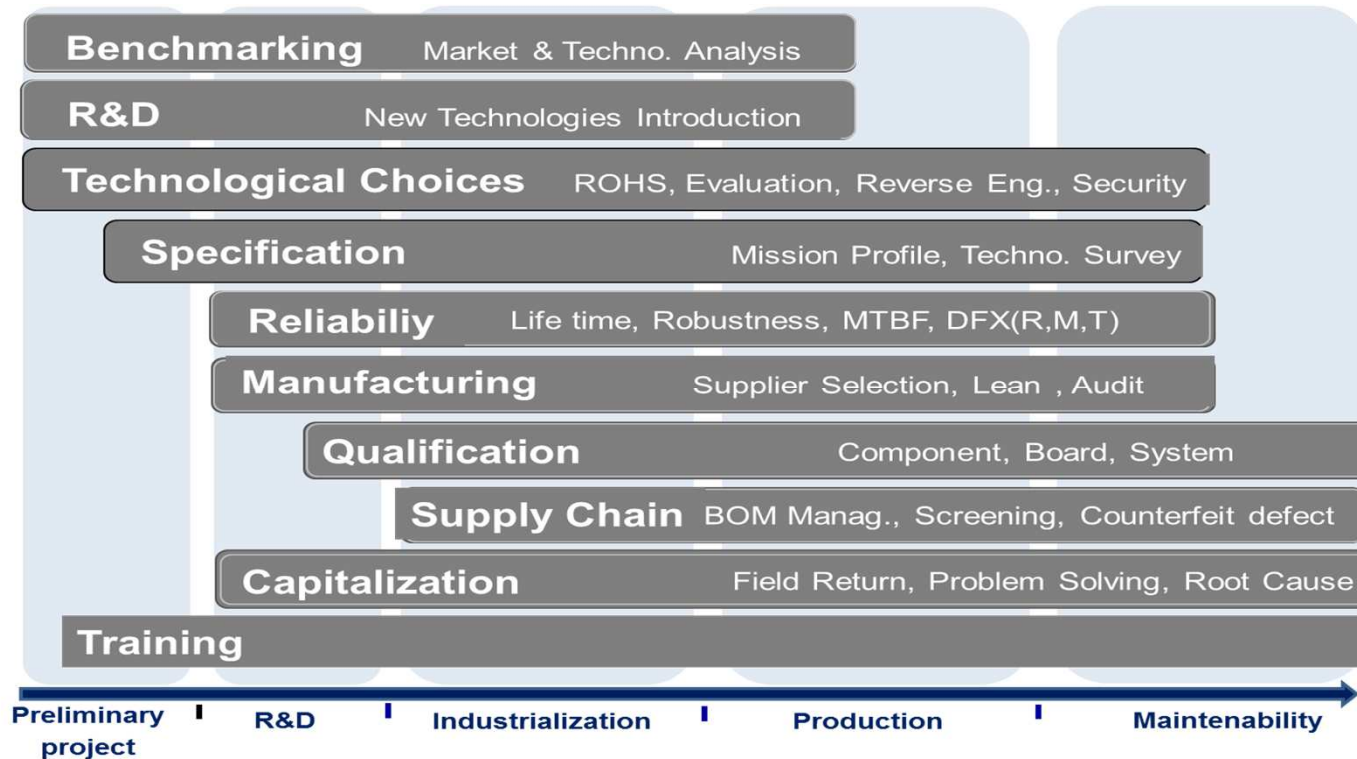 Benchmarking Market & Techno. Analysis
R&D New Technologies Introduction
Technological Choices ROHS, Evaluation, Reverse Eng., Security
Specification Mission Profile, Techno. Survey
Reliabiliy Life time, Robustness, MTBF, DFX(R,M,T)
Manufacturing Supplier Selection, Lean , Audit
Qualification Component, Board, System
Supply Chain BOM Manag., Screening, Counterfeit defect
Capitalization Field Return, Problem Solving, Root Cause
Training
Preliminary project
R&D
Industrialization
Production
Maintenability